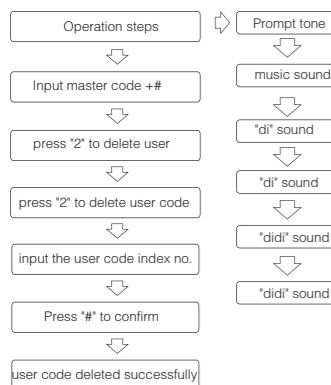 Operation steps
Input master code +#
press "2" to delete user
press "2" to delete user code
input the user code index no.
Press "#" to confirm
user code deleted successfully
Prompt tone
music sound
"di" sound
"di" sound
"didi" sound
"didi" sound